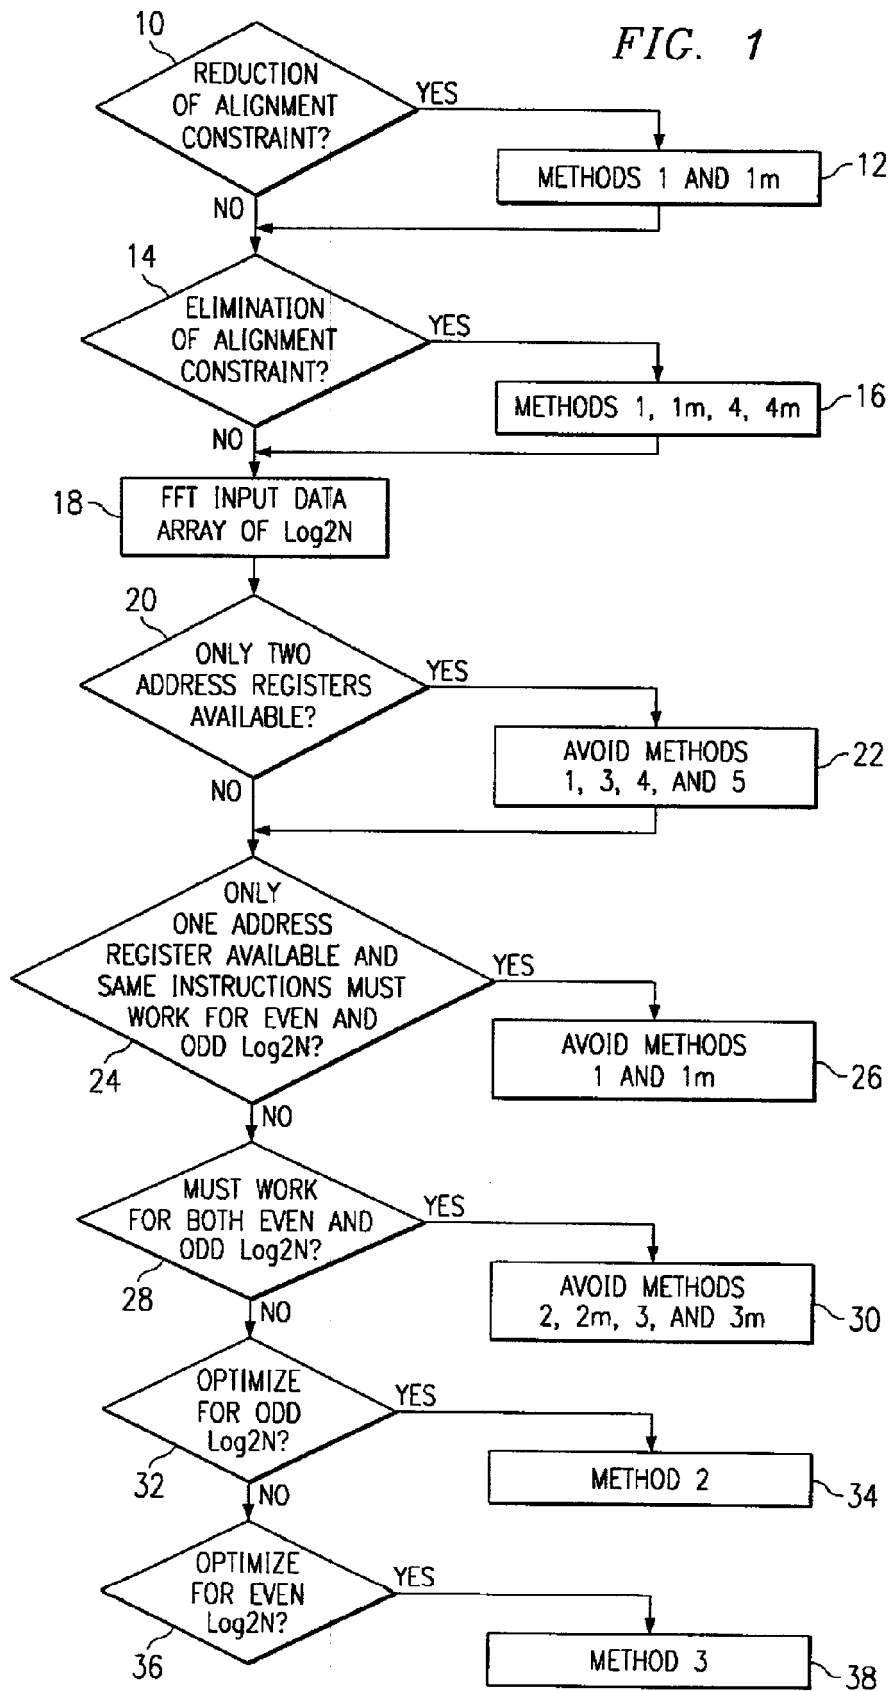 FIG. 1
10
REDUCTION
OF ALIGNMENT
CONSTRAINT?
YES
METHODS 1 AND 1m
12
NO
14
ELIMINATION
OF ALIGNMENT
CONSTRAINT?
YES
METHODS 1, 1m, 4, 4m
16
NO
18
FFT INPUT DATA
ARRAY OF Log2N
20
ONLY TWO
ADDRESS REGISTERS
AVAILABLE?
YES
AVOID METHODS
1, 3, 4, AND 5
22
NO
ONLY
ONE ADDRESS
REGISTER AVAILABLE AND
SAME INSTRUCTIONS MUST
WORK FOR EVEN AND
ODD Log2N?
24
YES
AVOID METHODS
1 AND 1m
26
NO
MUST WORK
FOR BOTH EVEN AND
ODD Log2N?
28
YES
AVOID METHODS
2, 2m, 3, AND 3m
30
NO
OPTIMIZE
FOR ODD
Log2N?
32
YES
METHOD 2
34
NO
OPTIMIZE
FOR EVEN
Log2N?
36
YES
METHOD 3
38